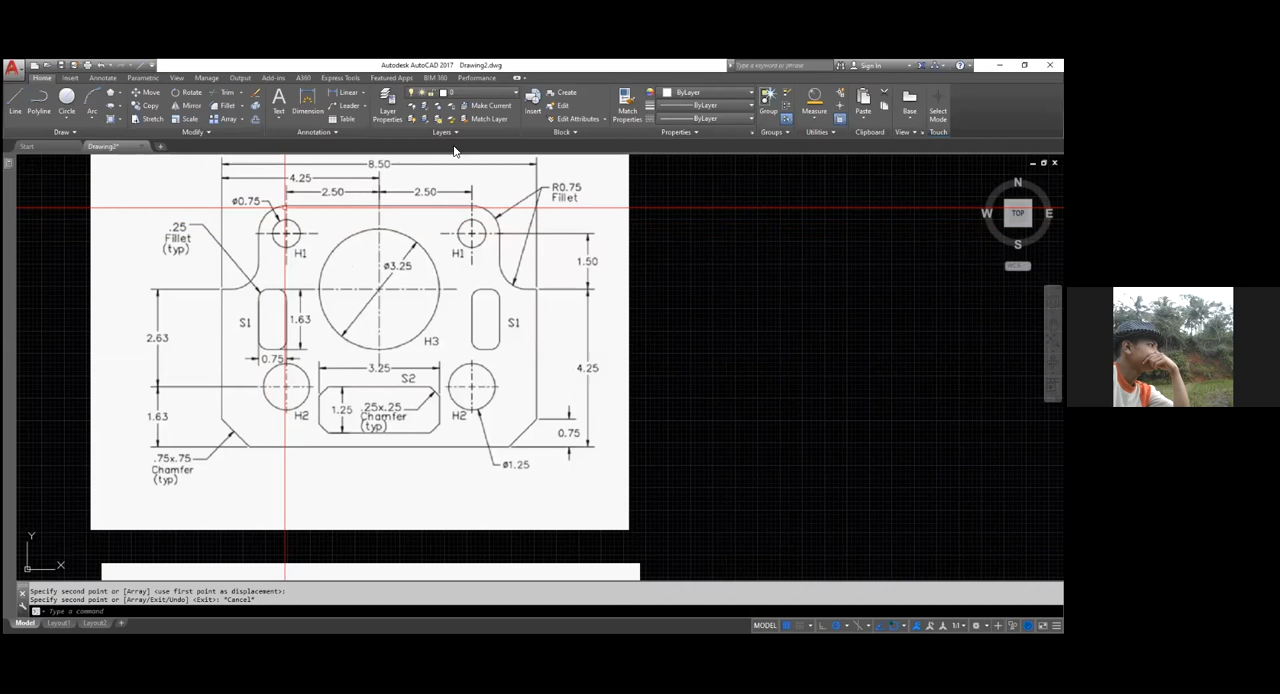 Autodesk AutoCAD 2017 Drawing2.dwg
Type a keyword or phrase
Sign In
Home Insert Annotate Parametric View Manage Output Add-ins A360 Express Tools Featured Apps BIM 360 Performance
Line Polyline Circle Arc
Move Rotate Trim
Copy Mirror Fillet
Stretch Scale Array
Text Dimension
Linear
Leader
Table
Layer
Properties
0
Make Current
Match Layer
Insert
Create
Edit
Edit Attributes
Match
Properties
ByLayer
ByLayer
ByLayer
Group
Measure
Paste
Base
Select
Mode
Draw Modify Annotation Layers Block Properties Groups Utilities Clipboard View Touch
Start Drawing2*
8.50
4.25
2.50 2.50
ø0.75
R0.75
Fillet
.25
Fillet
(typ)
H1 H1
1.50
ø3.25
S1 1.63 S1
2.63
H3
0.75
3.25
4.25
S2
1.25
.25x.25
Chamfer
(typ)
H2 H2
1.63
0.75
.75x.75
Chamfer
(typ)
ø1.25
N
W TOP E
S
Y
X
Specify second point or [Array] <use first point as displacement>:
Specify second point or [Array/Exit/Undo] <Exit>: *Cancel*
Type a command
Model Layout1 Layout2
MODEL
1:1